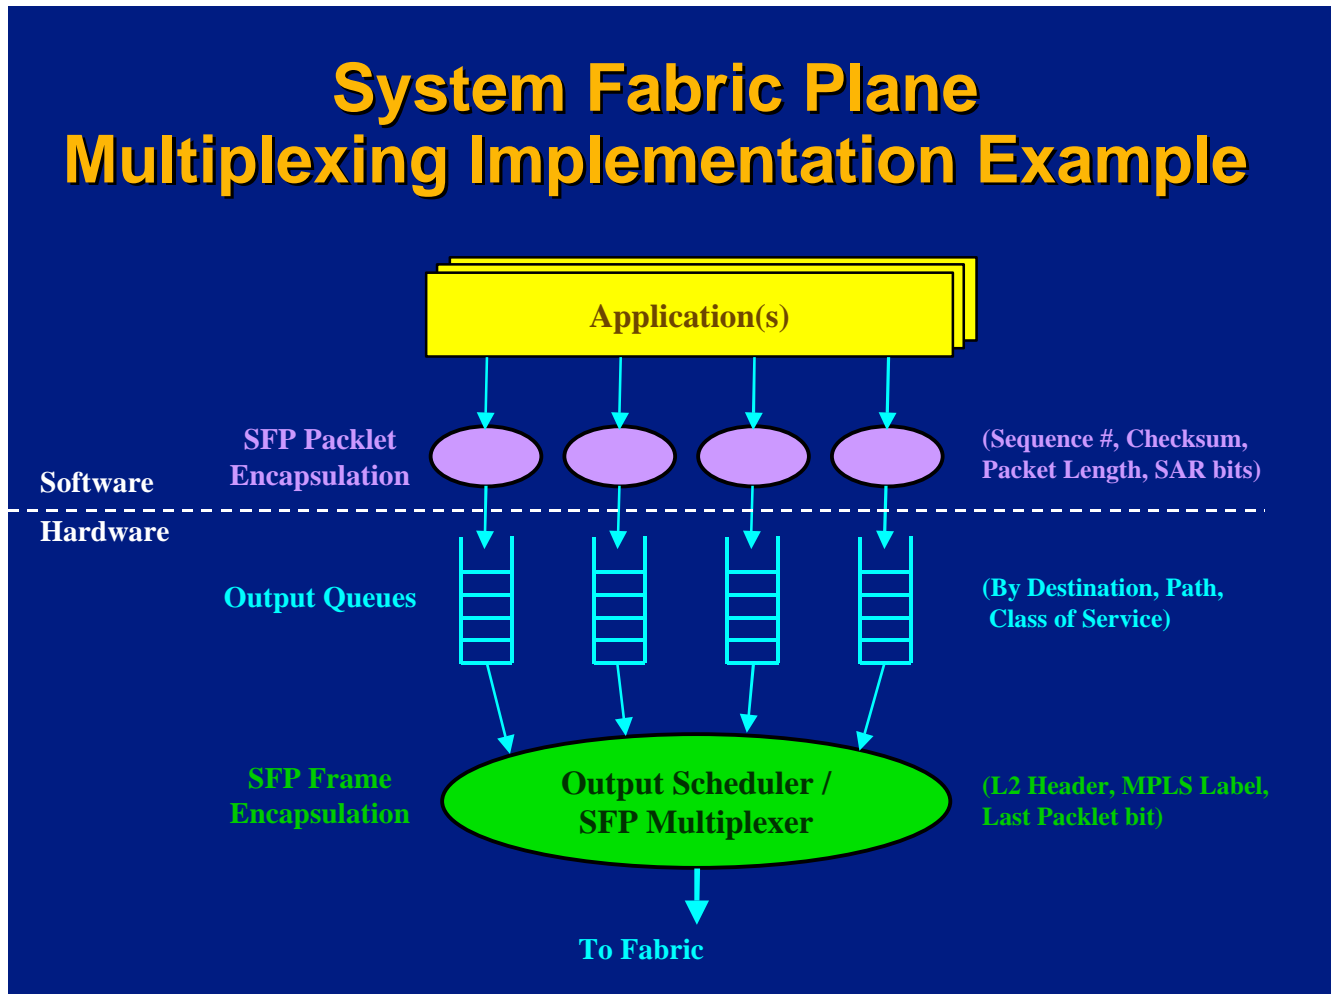 System Fabric Plane
Multiplexing Implementation Example
Application(s)
SFP Packlet
Encapsulation
(Sequence #, Checksum,
Packet Length, SAR bits)
Software
Hardware
Output Queues
(By Destination, Path,
Class of Service)
SFP Frame
Encapsulation
Output Scheduler /
SFP Multiplexer
(L2 Header, MPLS Label,
Last Packlet bit)
To Fabric